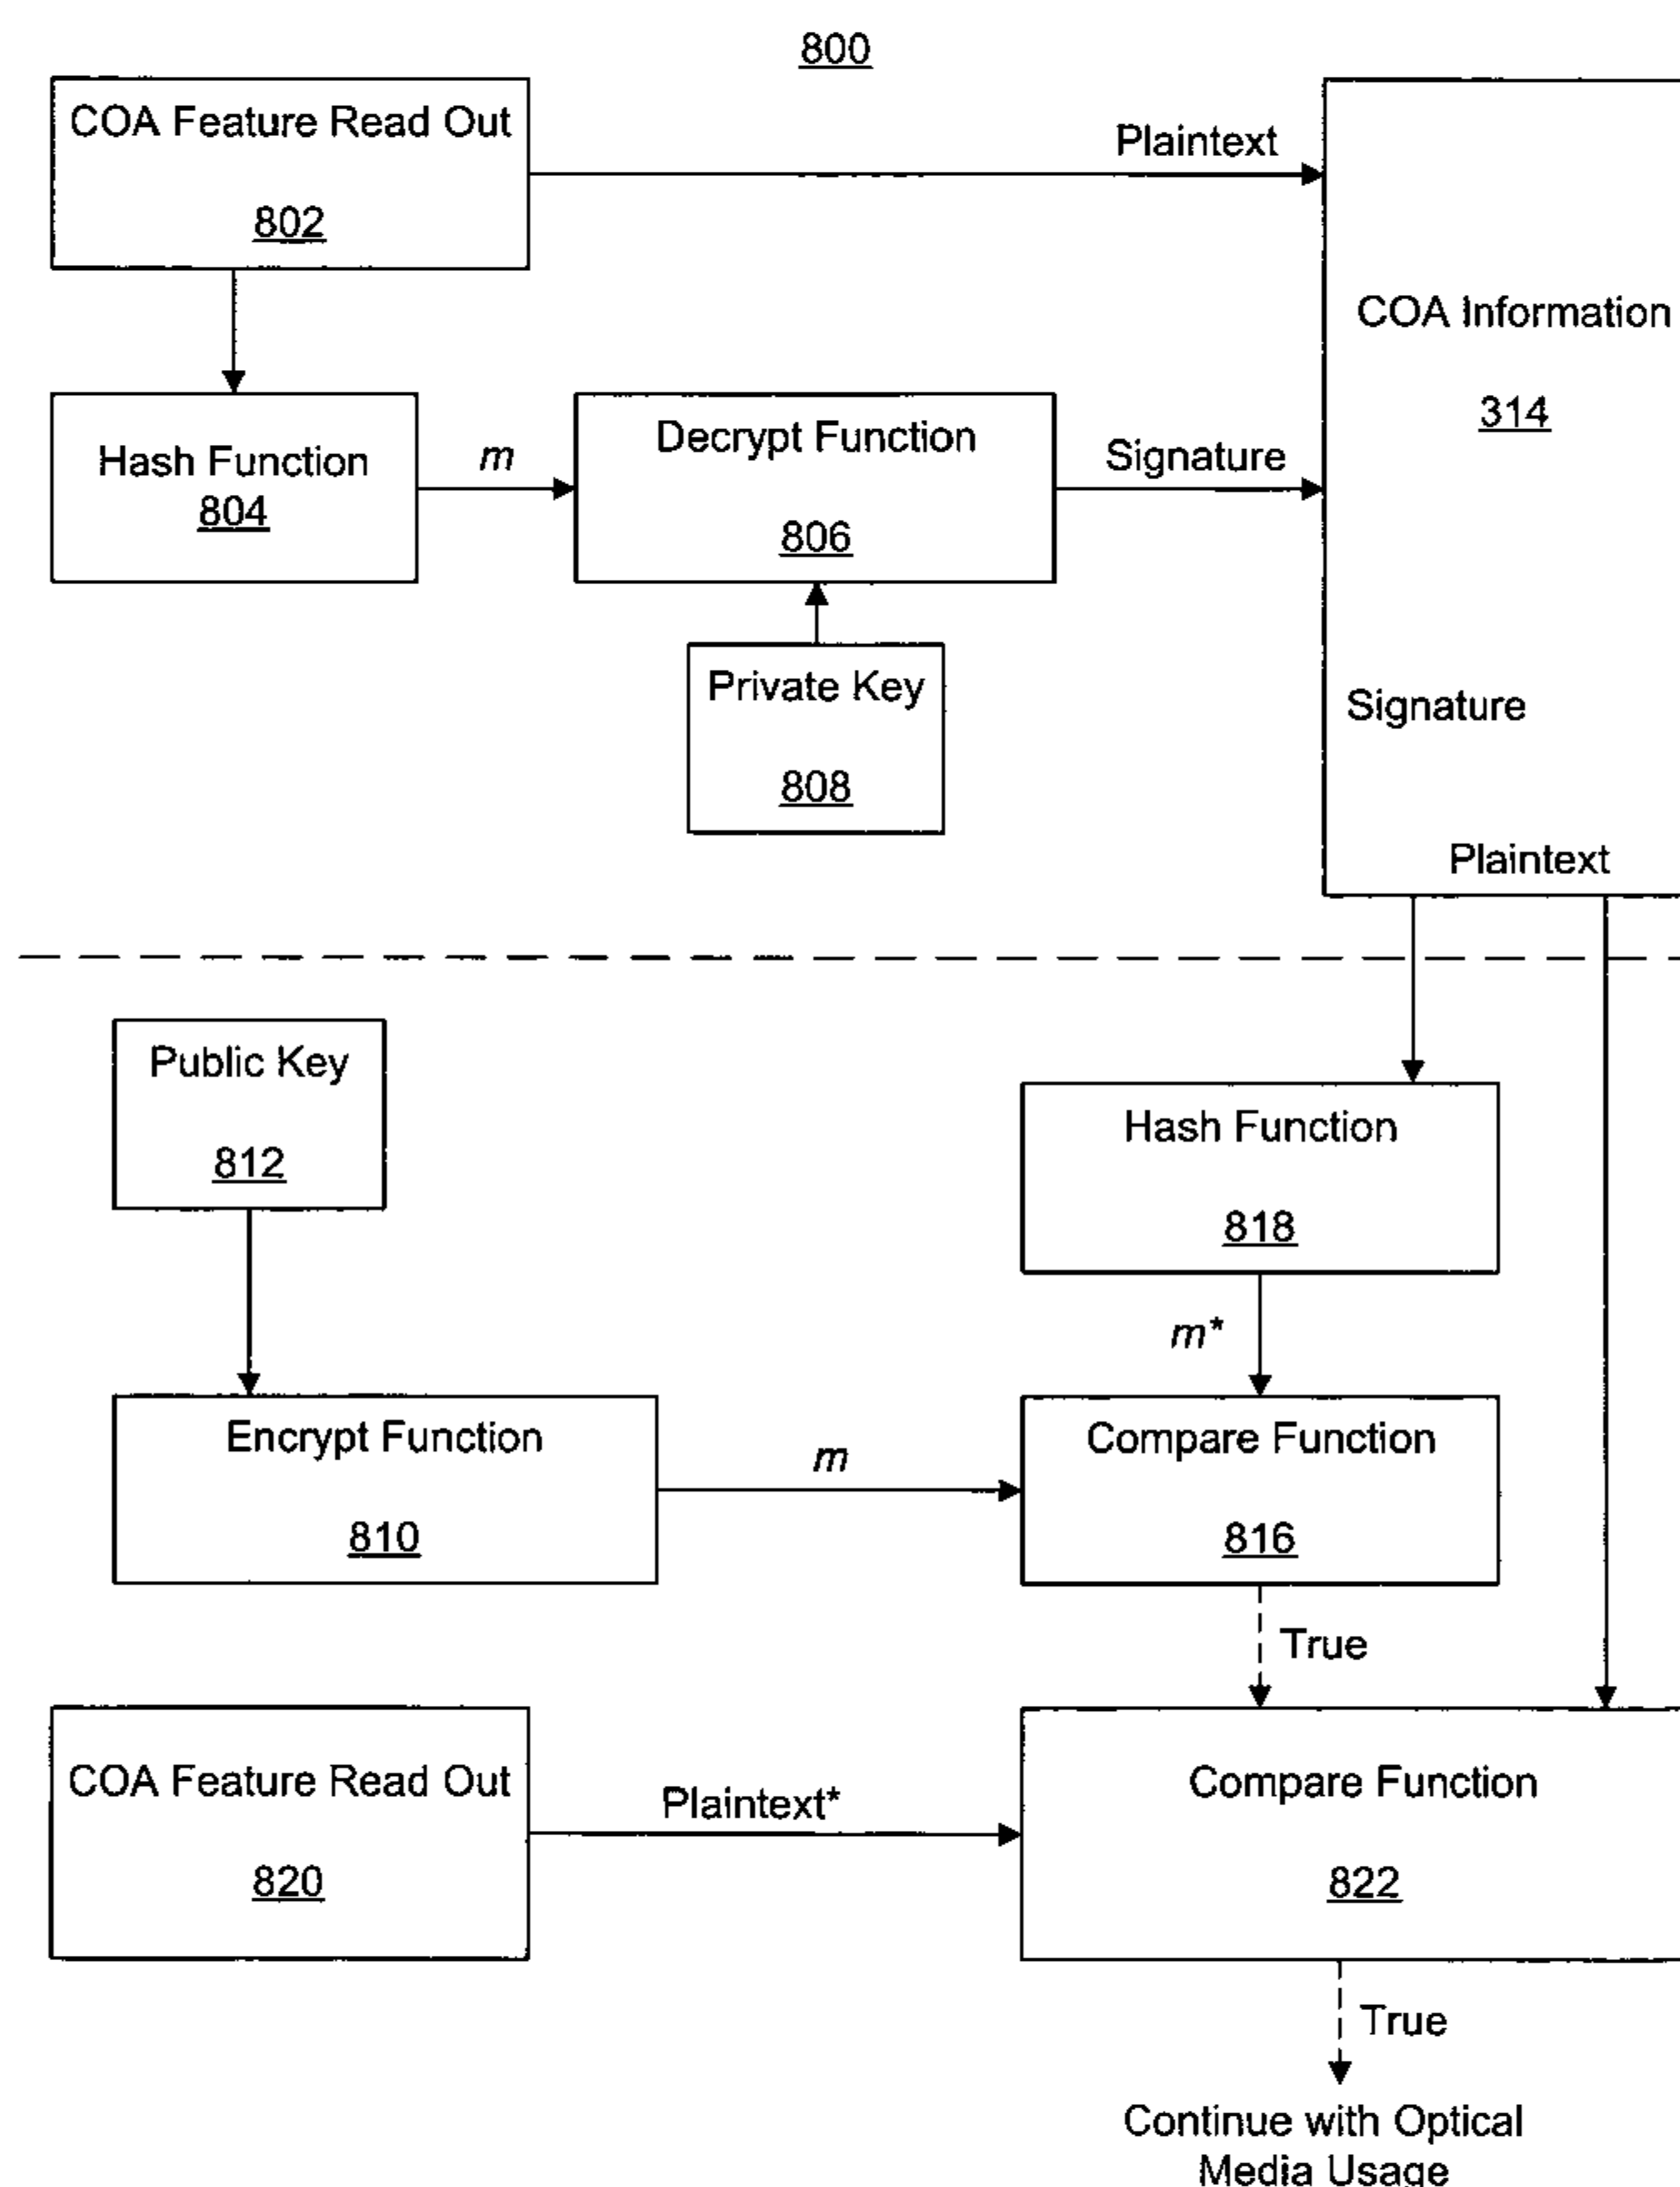 800
COA Feature Read Out
802
Plaintext
COA Information
314
Hash Function
804
m
Decrypt Function
806
Signature
Private Key
808
Signature
Plaintext
Public Key
812
Hash Function
818
m*
Encrypt Function
810
m
Compare Function
816
True
COA Feature Read Out
820
Plaintext*
Compare Function
822
True
Continue with Optical
Media Usage